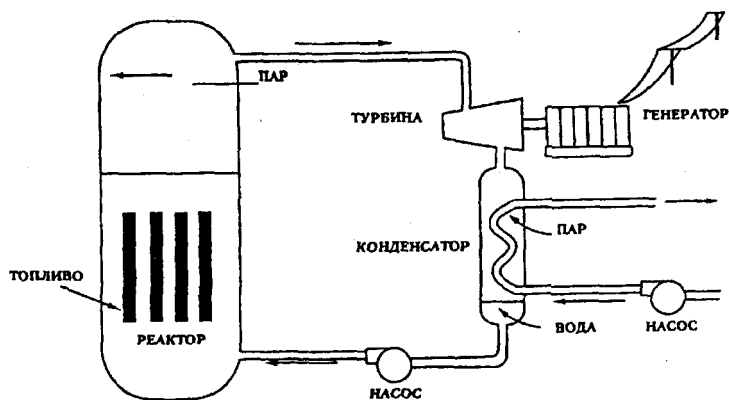 ПАР
ТУРБИНА
ГЕНЕРАТОР
КОНДЕНСАТОР
ПАР
ТОПЛИВО
РЕАКТОР
ВОДА
НАСОС
НАСОС